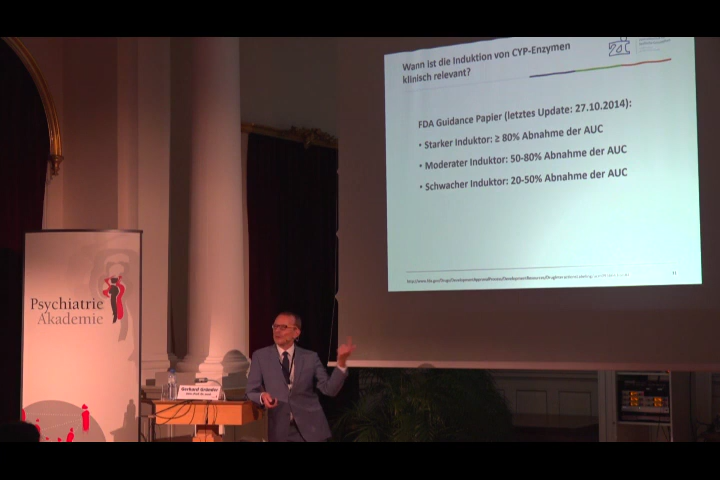 Wann ist die Induktion von CYP-Enzymen
klinisch relevant?
FDA Guidance Papier (letztes Update: 27.10.2014):
• Starker Induktor: ≥ 80% Abnahme der AUC
• Moderater Induktor: 50-80% Abnahme der AUC
• Schwacher Induktor: 20-50% Abnahme der AUC
Psychiatrie
Akademie
Gerhard Gründer